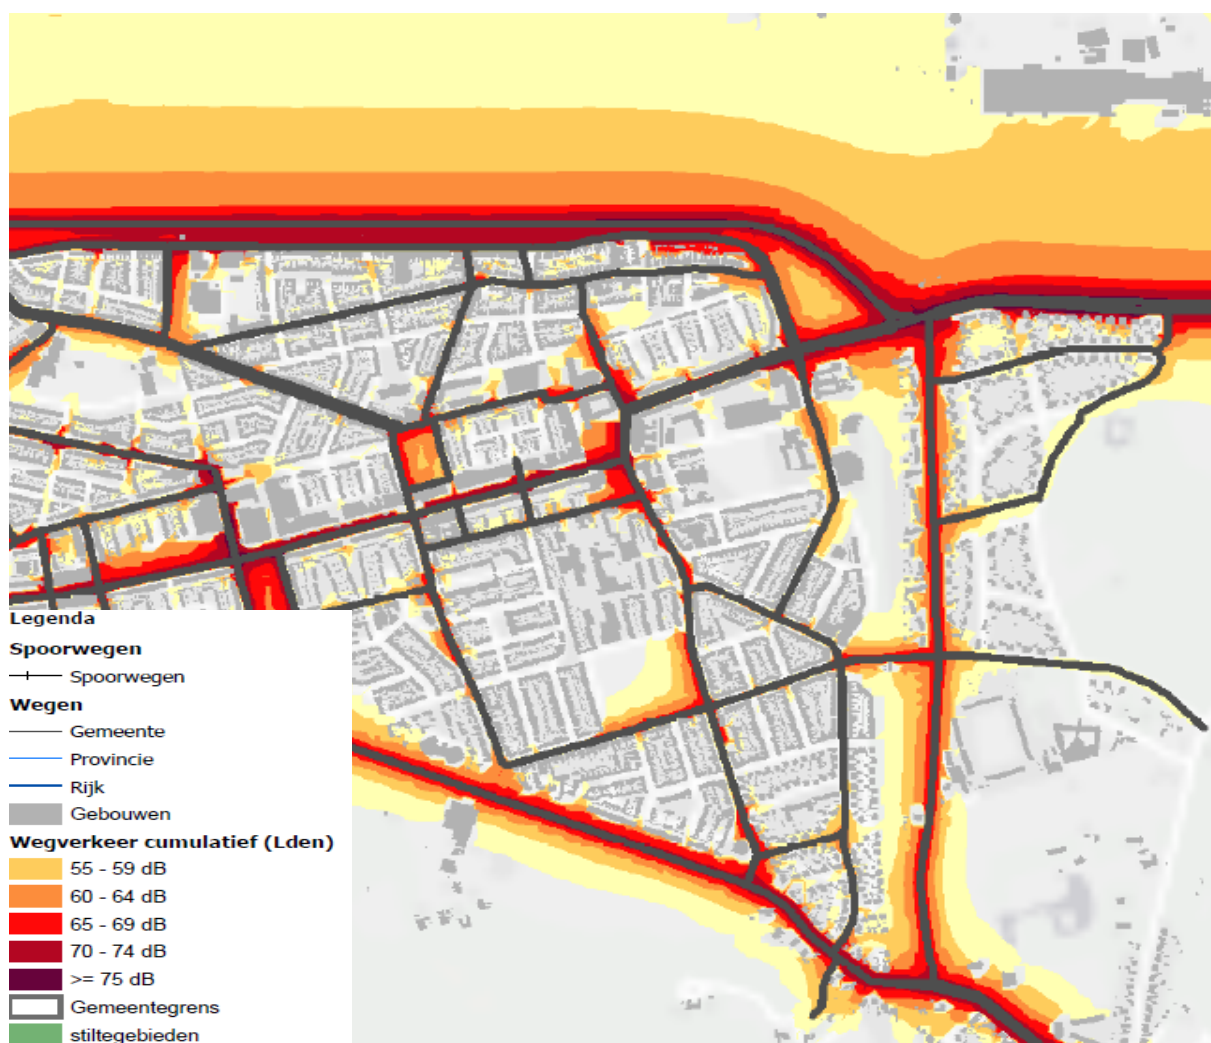 Legenda
Spoorwegen
Spoorwegen
Wegen
Gemeente
Provincie
Rijk
Gebouwen
Wegverkeer cumulatief (Lden)
55 - 59 dB
60 - 64 dB
65 - 69 dB
70 - 74 dB
>= 75 dB
Gemeentegrens
stiltegebieden